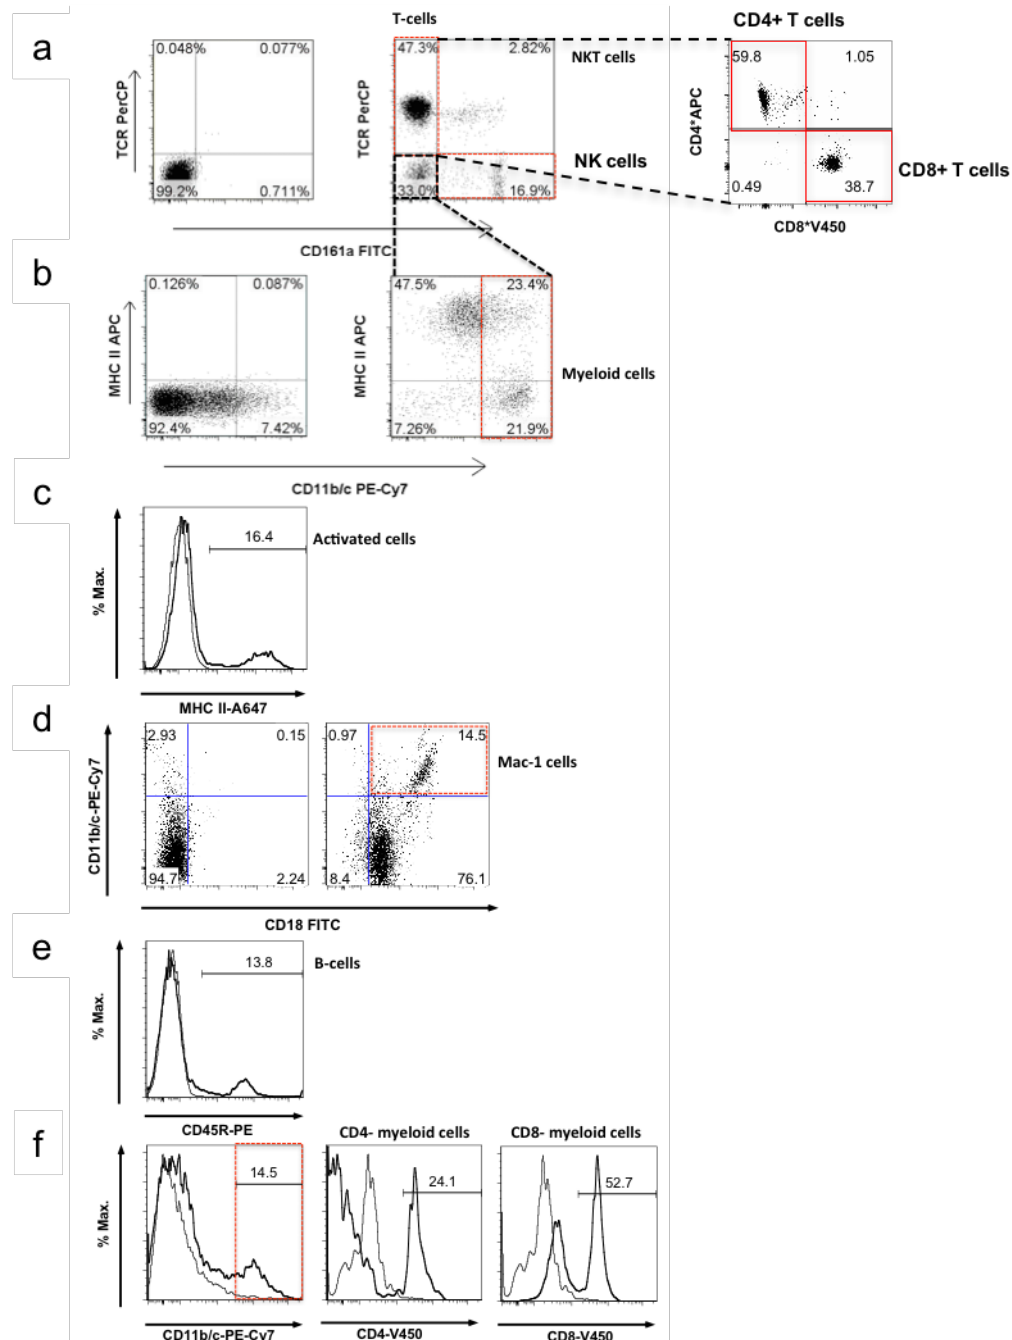 a
T-cells
CD4+ T cells
0.048%
0.077%
47.3%
2.82%
NKT cells
59.8
1.05
TCR PerCP
TCR PerCP
CD4*APC
NK cells
CD8+ T cells
99.2%
0.711%
33.0%
16.9%
0.49
38.7
CD8*V450
CD161a FITC
b
0.126%
0.087%
47.5%
23.4%
MHC II APC
MHC II APC
Myeloid cells
92.4%
7.42%
7.26%
21.9%
CD11b/c PE-Cy7
c
16.4
Activated cells
% Max.
MHC II-A647
d
2.93
0.15
0.97
14.5
Mac-1 cells
CD11b/c-PE-Cy7
94.7
2.24
8.4
76.1
CD18 FITC
e
13.8
B-cells
% Max.
CD45R-PE
f
CD4- myeloid cells
CD8- myeloid cells
14.5
24.1
52.7
% Max.
CD11b/c-PE-Cy7
CD4-V450
CD8-V450